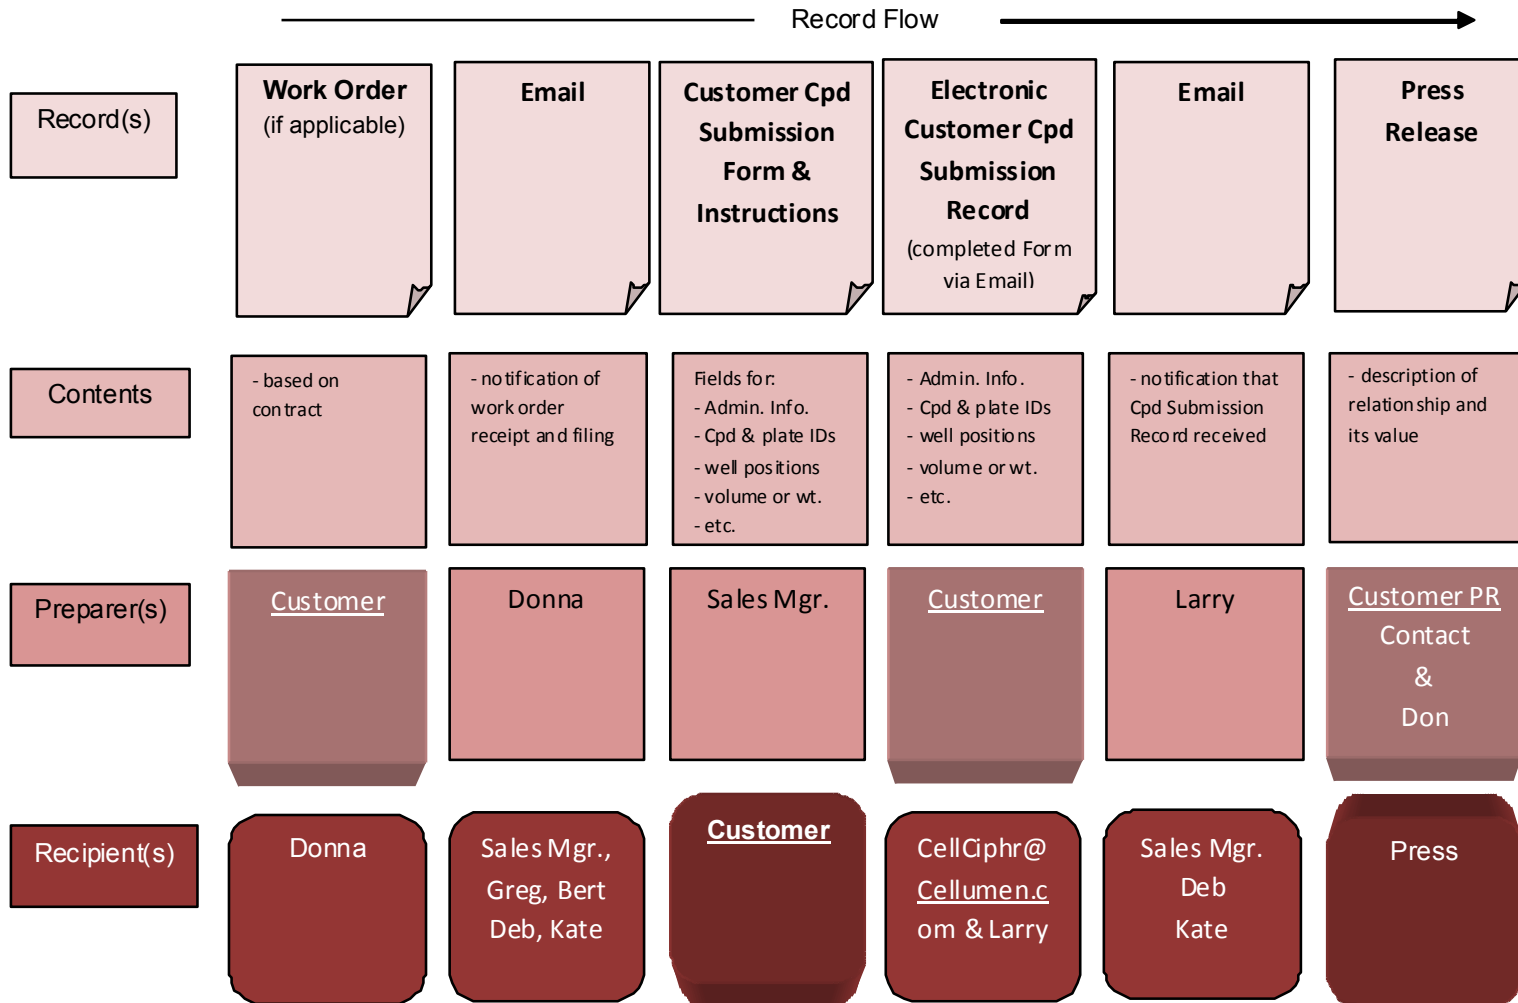 Record Flow
Record(s)
Work Order
(if applicable)
Email
Customer Cpd
Submission
Form &
Instructions
Electronic
Customer Cpd
Submission
Record
(completed Form
via Email)
Email
Press
Release
Contents
- based on
contract
- notification of
work order
receipt and filing
Fields for:
- Admin. Info.
- Cpd & plate IDs
- well positions
- volume or wt.
- etc.
- Admin. Info.
- Cpd & plate IDs
- well positions
- volume or wt.
- etc.
- notification that
Cpd Submission
Record received
- description of
relationship and
its value
Preparer(s)
Customer
Donna
Sales Mgr.
Customer
Larry
Customer PR
Contact
&
Don
Recipient(s)
Donna
Sales Mgr.,
Greg, Bert
Deb, Kate
Customer
CellCiphr@
Cellumen.c
om & Larry
Sales Mgr.
Deb
Kate
Press